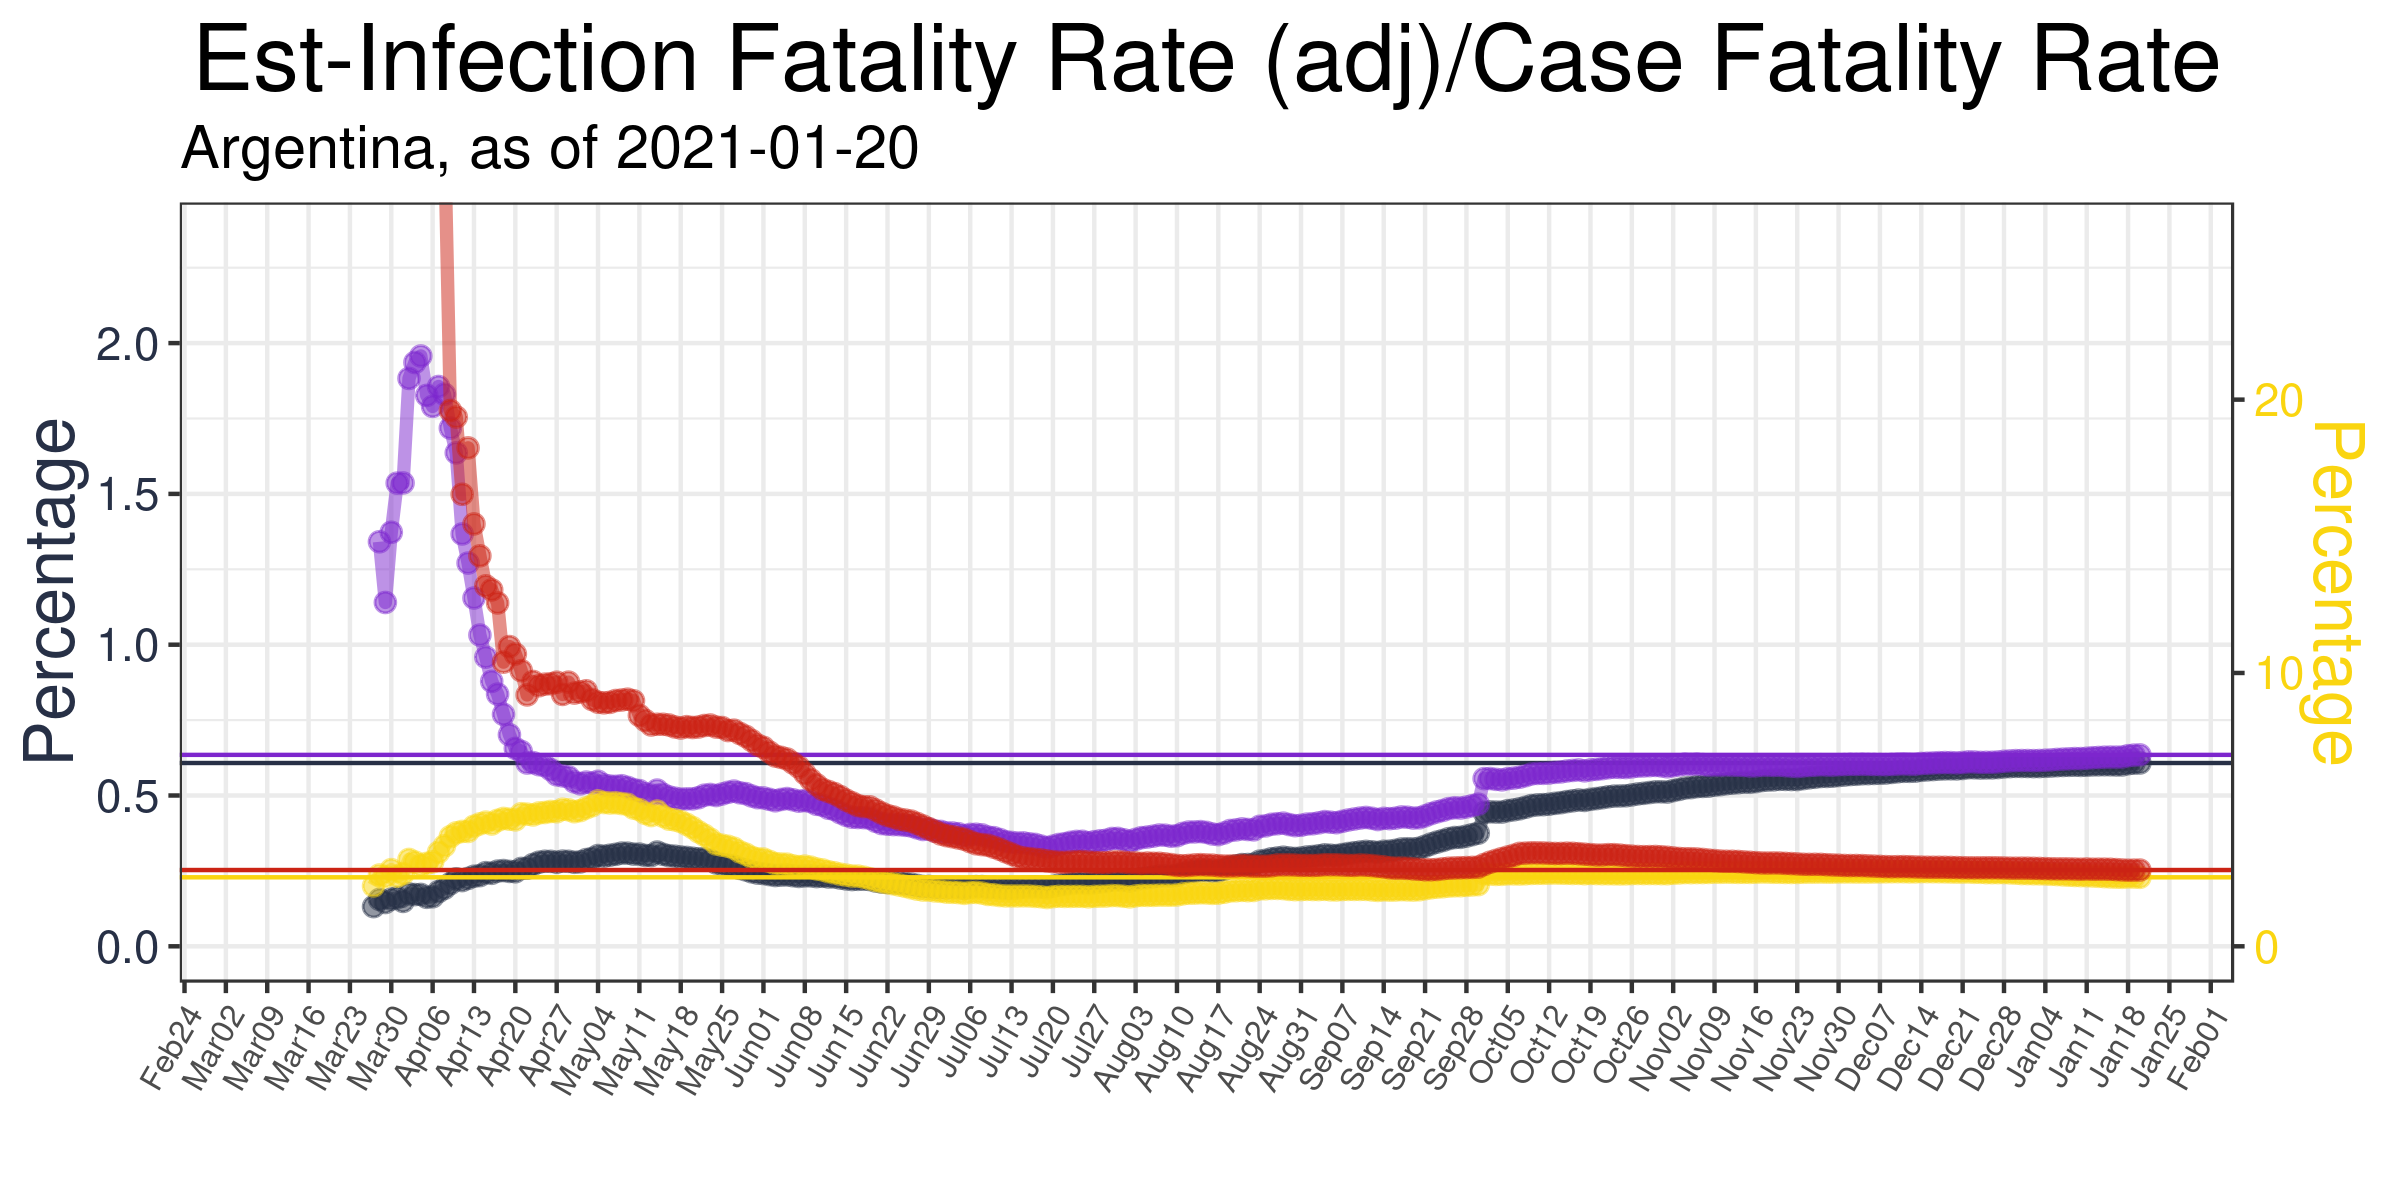 Est-Infection Fatality Rate (adj)/Case Fatality Rate
Argentina, as of 2021-01-20
Percentage
2.0
1.5
1.0
0.5
0.0
20
10
0
Percentage
Feb24 Mar02 Mar09 Mar16 Mar23 Mar30 Apr06 Apr13 Apr20 Apr27 May04 May11 May18 May25 Jun01 Jun08 Jun15 Jun22 Jun29 Jul06 Jul13 Jul20 Jul27 Aug03 Aug10 Aug17 Aug24 Aug31 Sep07 Sep14 Sep21 Sep28 Oct05 Oct12 Oct19 Oct26 Nov02 Nov09 Nov16 Nov23 Nov30 Dec07 Dec14 Dec21 Dec28 Jan04 Jan11 Jan18 Jan25 Feb01